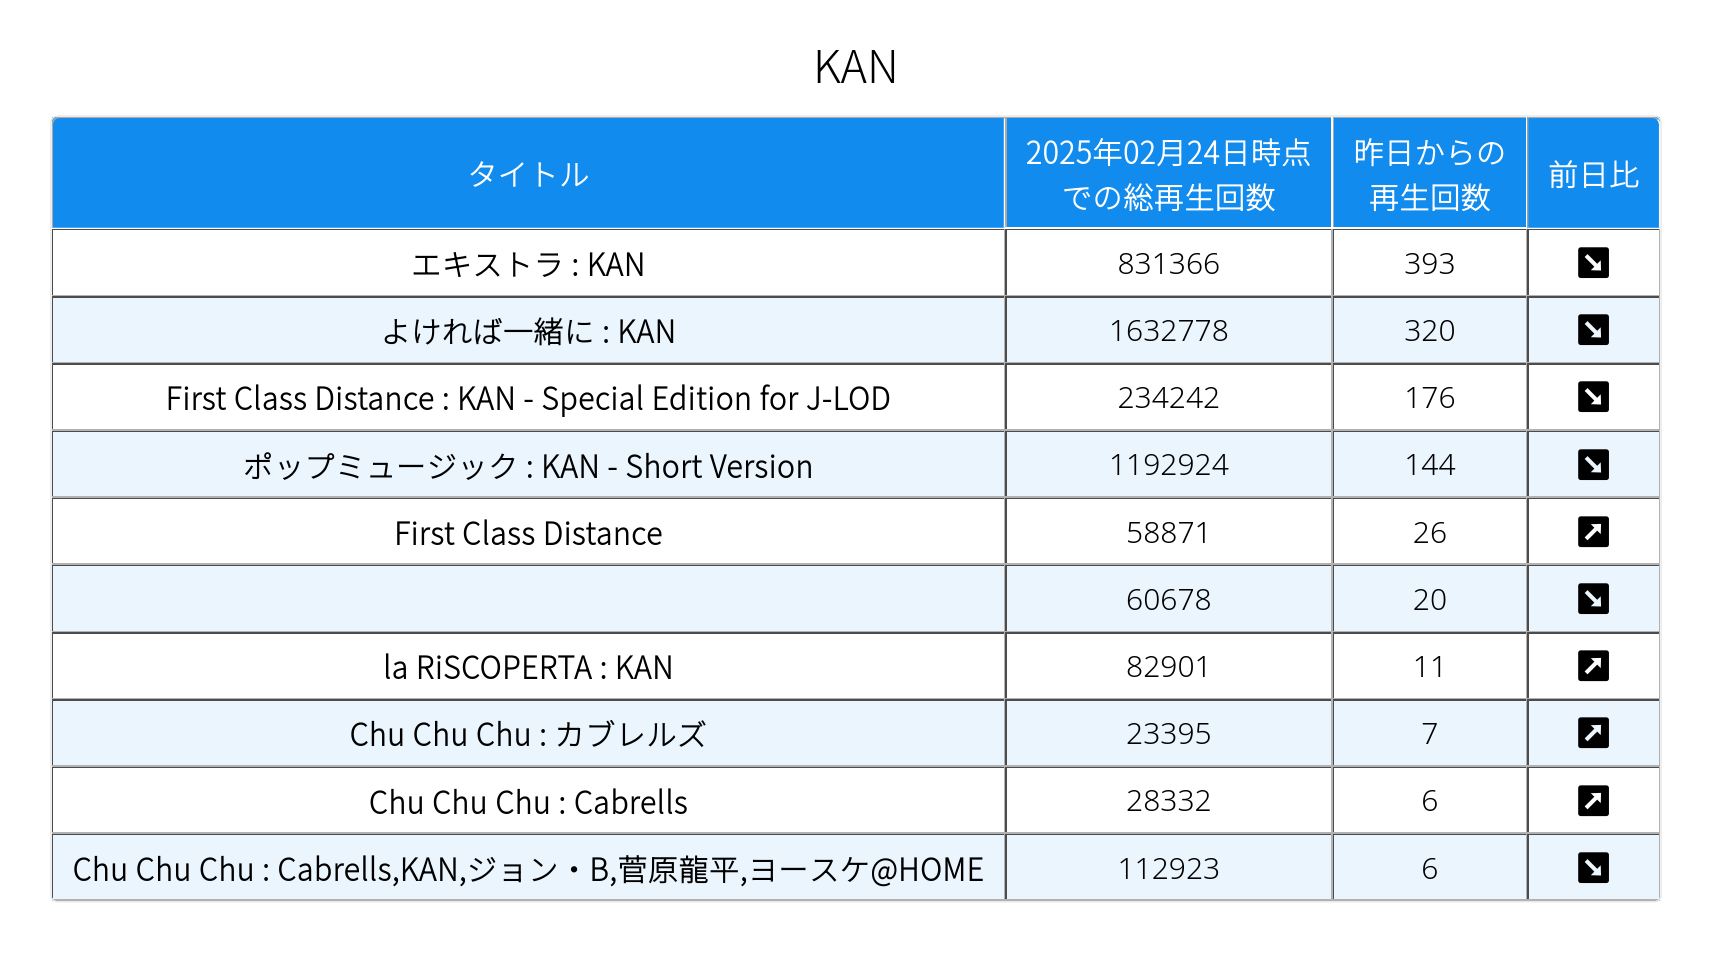 KAN
タイトル 2025年02月24日時点での総再生回数 昨日からの再生回数 前日比
エキストラ : KAN 831366 393
よければ一緒に : KAN 1632778 320
First Class Distance : KAN - Special Edition for J-LOD 234242 176
ポップミュージック : KAN - Short Version 1192924 144
First Class Distance 58871 26
60678 20
la RiSCOPERTA : KAN 82901 11
Chu Chu Chu : カブレルズ 23395 7
Chu Chu Chu : Cabrells 28332 6
Chu Chu Chu : Cabrells,KAN,ジョン・B,菅原龍平,ヨースケ@HOME 112923 6